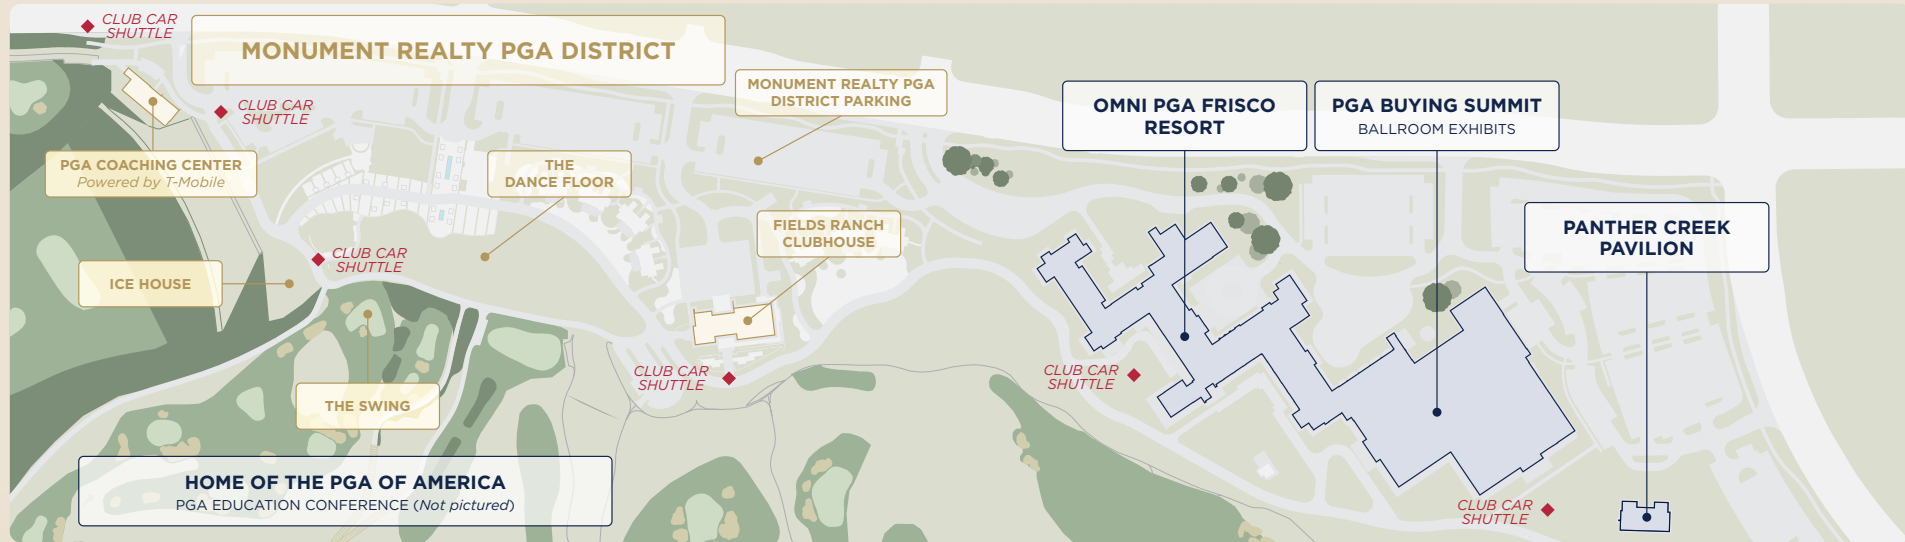 CLUB CAR
SHUTTLE
MONUMENT REALTY PGA DISTRICT
CLUB CAR
SHUTTLE
MONUMENT REALTY PGA
DISTRICT PARKING
OMNI PGA FRISCO
RESORT
PGA BUYING SUMMIT
BALLROOM EXHIBITS
PGA COACHING CENTER
Powered by T-Mobile
THE
DANCE FLOOR
FIELDS RANCH
CLUBHOUSE
PANTHER CREEK
PAVILION
CLUB CAR
SHUTTLE
ICE HOUSE
CLUB CAR
SHUTTLE
CLUB CAR
SHUTTLE
THE SWING
HOME OF THE PGA OF AMERICA
PGA EDUCATION CONFERENCE (Not pictured)
CLUB CAR
SHUTTLE